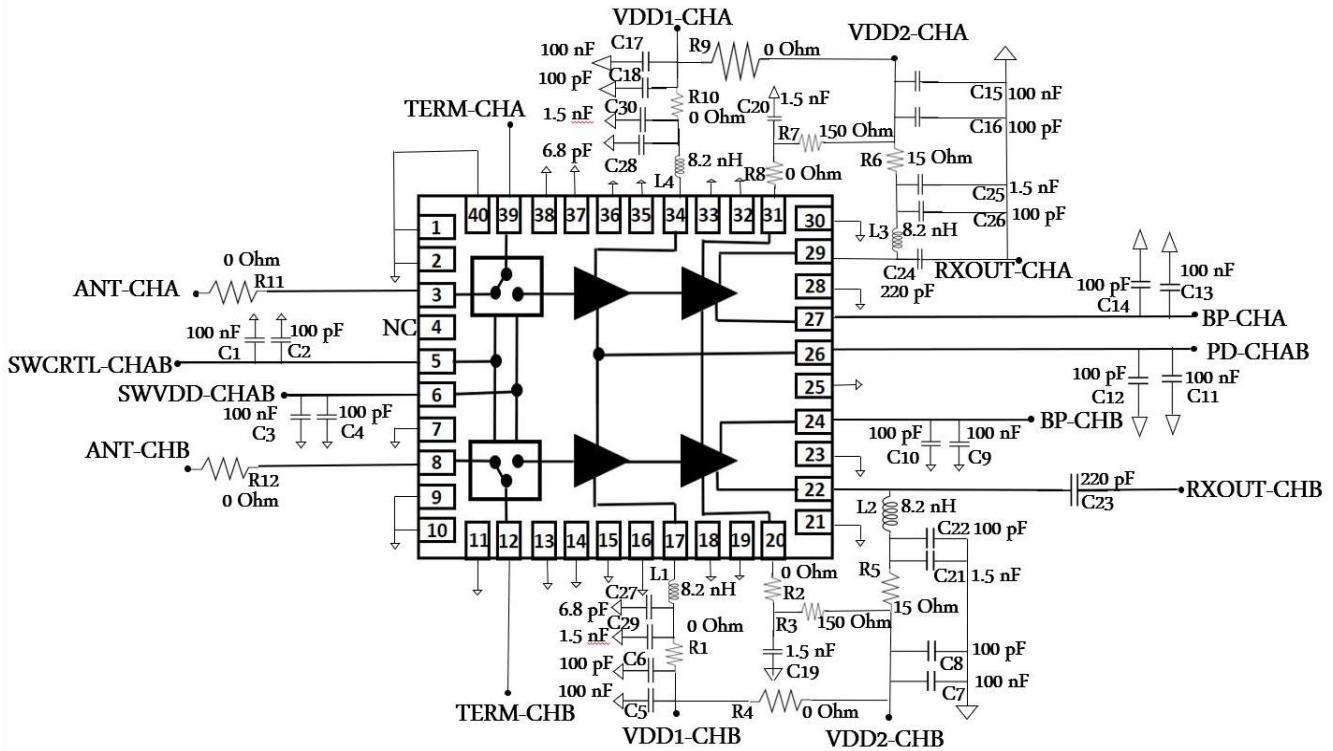 VDD1-CHA
C17
100 nF
R9
0 Ohm
VDD2-CHA
C18
100 pF
R10
0 Ohm
C30
1.5 nF
C20
1.5 nF
C15
100 nF
C16
100 pF
TERM-CHA
6.8 pF
C28
R7
150 Ohm
R6
15 Ohm
8.2 nH
L4
R8
0 Ohm
C25
1.5 nF
C26
100 pF
L3
8.2 nH
40
39
38
37
36
35
34
33
32
31
1
2
3
4
5
6
7
8
9
10
30
29
28
27
26
25
24
23
22
21
11
12
13
14
15
16
17
18
19
20
0 Ohm
R11
ANT-CHA
NC
100 nF
C1
100 pF
C2
SWCRTL-CHAB
SWVDD-CHAB
100 nF
C3
100 pF
C4
ANT-CHB
R12
0 Ohm
C24
220 pF
RXOUT-CHA
100 pF
C14
100 nF
C13
BP-CHA
PD-CHAB
100 pF
C12
100 nF
C11
BP-CHB
100 pF
C10
100 nF
C9
220 pF
C23
RXOUT-CHB
L2
8.2 nH
C22
100 pF
C21
1.5 nF
R5
15 Ohm
L1
8.2 nH
C27
6.8 pF
C29
1.5 nF
0 Ohm
R1
0 Ohm
R2
R3
150 Ohm
1.5 nF
C19
100 pF
C6
100 nF
C5
C8
100 pF
C7
100 nF
R4
0 Ohm
TERM-CHB
VDD1-CHB
VDD2-CHB